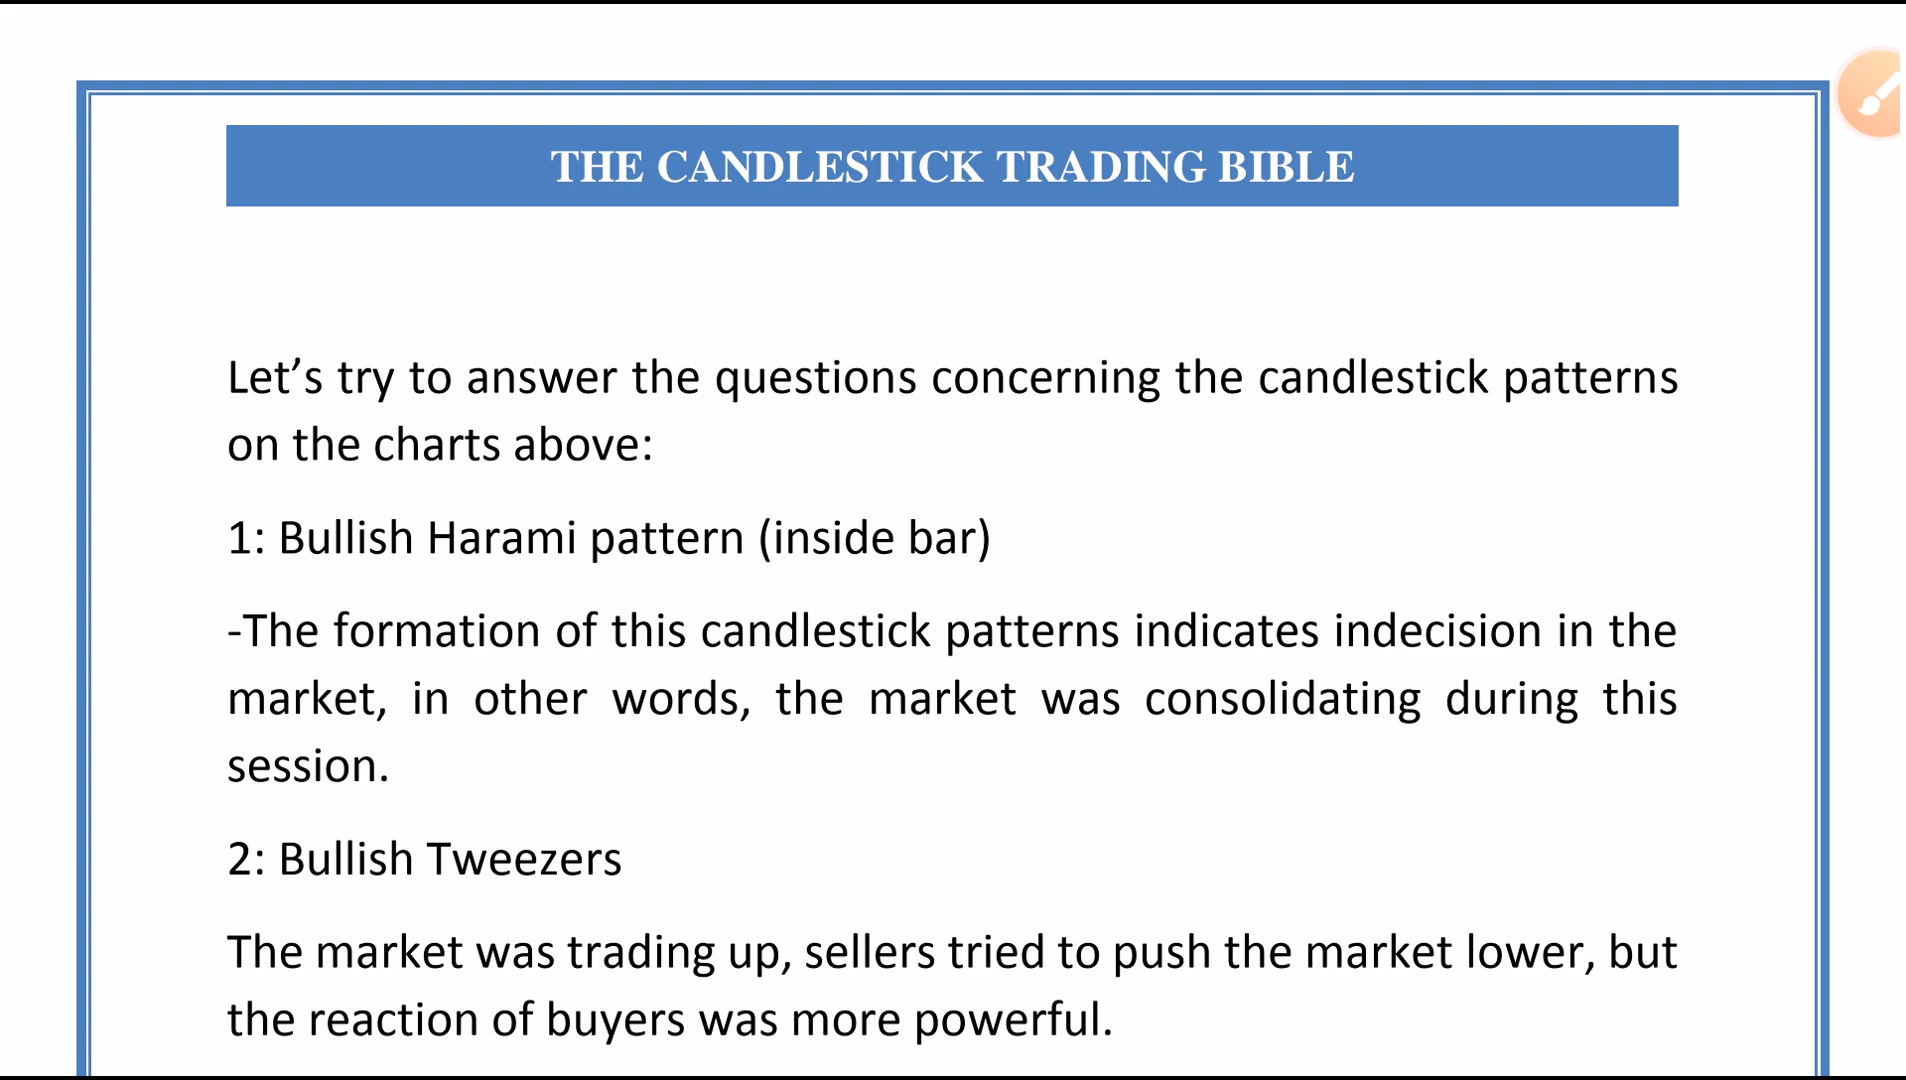 THE CANDLESTICK TRADING BIBLE
Let’s try to answer the questions concerning the candlestick patterns
on the charts above:
1: Bullish Harami pattern (inside bar)
-The formation of this candlestick patterns indicates indecision in the
market, in other words, the market was consolidating during this
session.
2: Bullish Tweezers
The market was trading up, sellers tried to push the market lower, but
the reaction of buyers was more powerful.